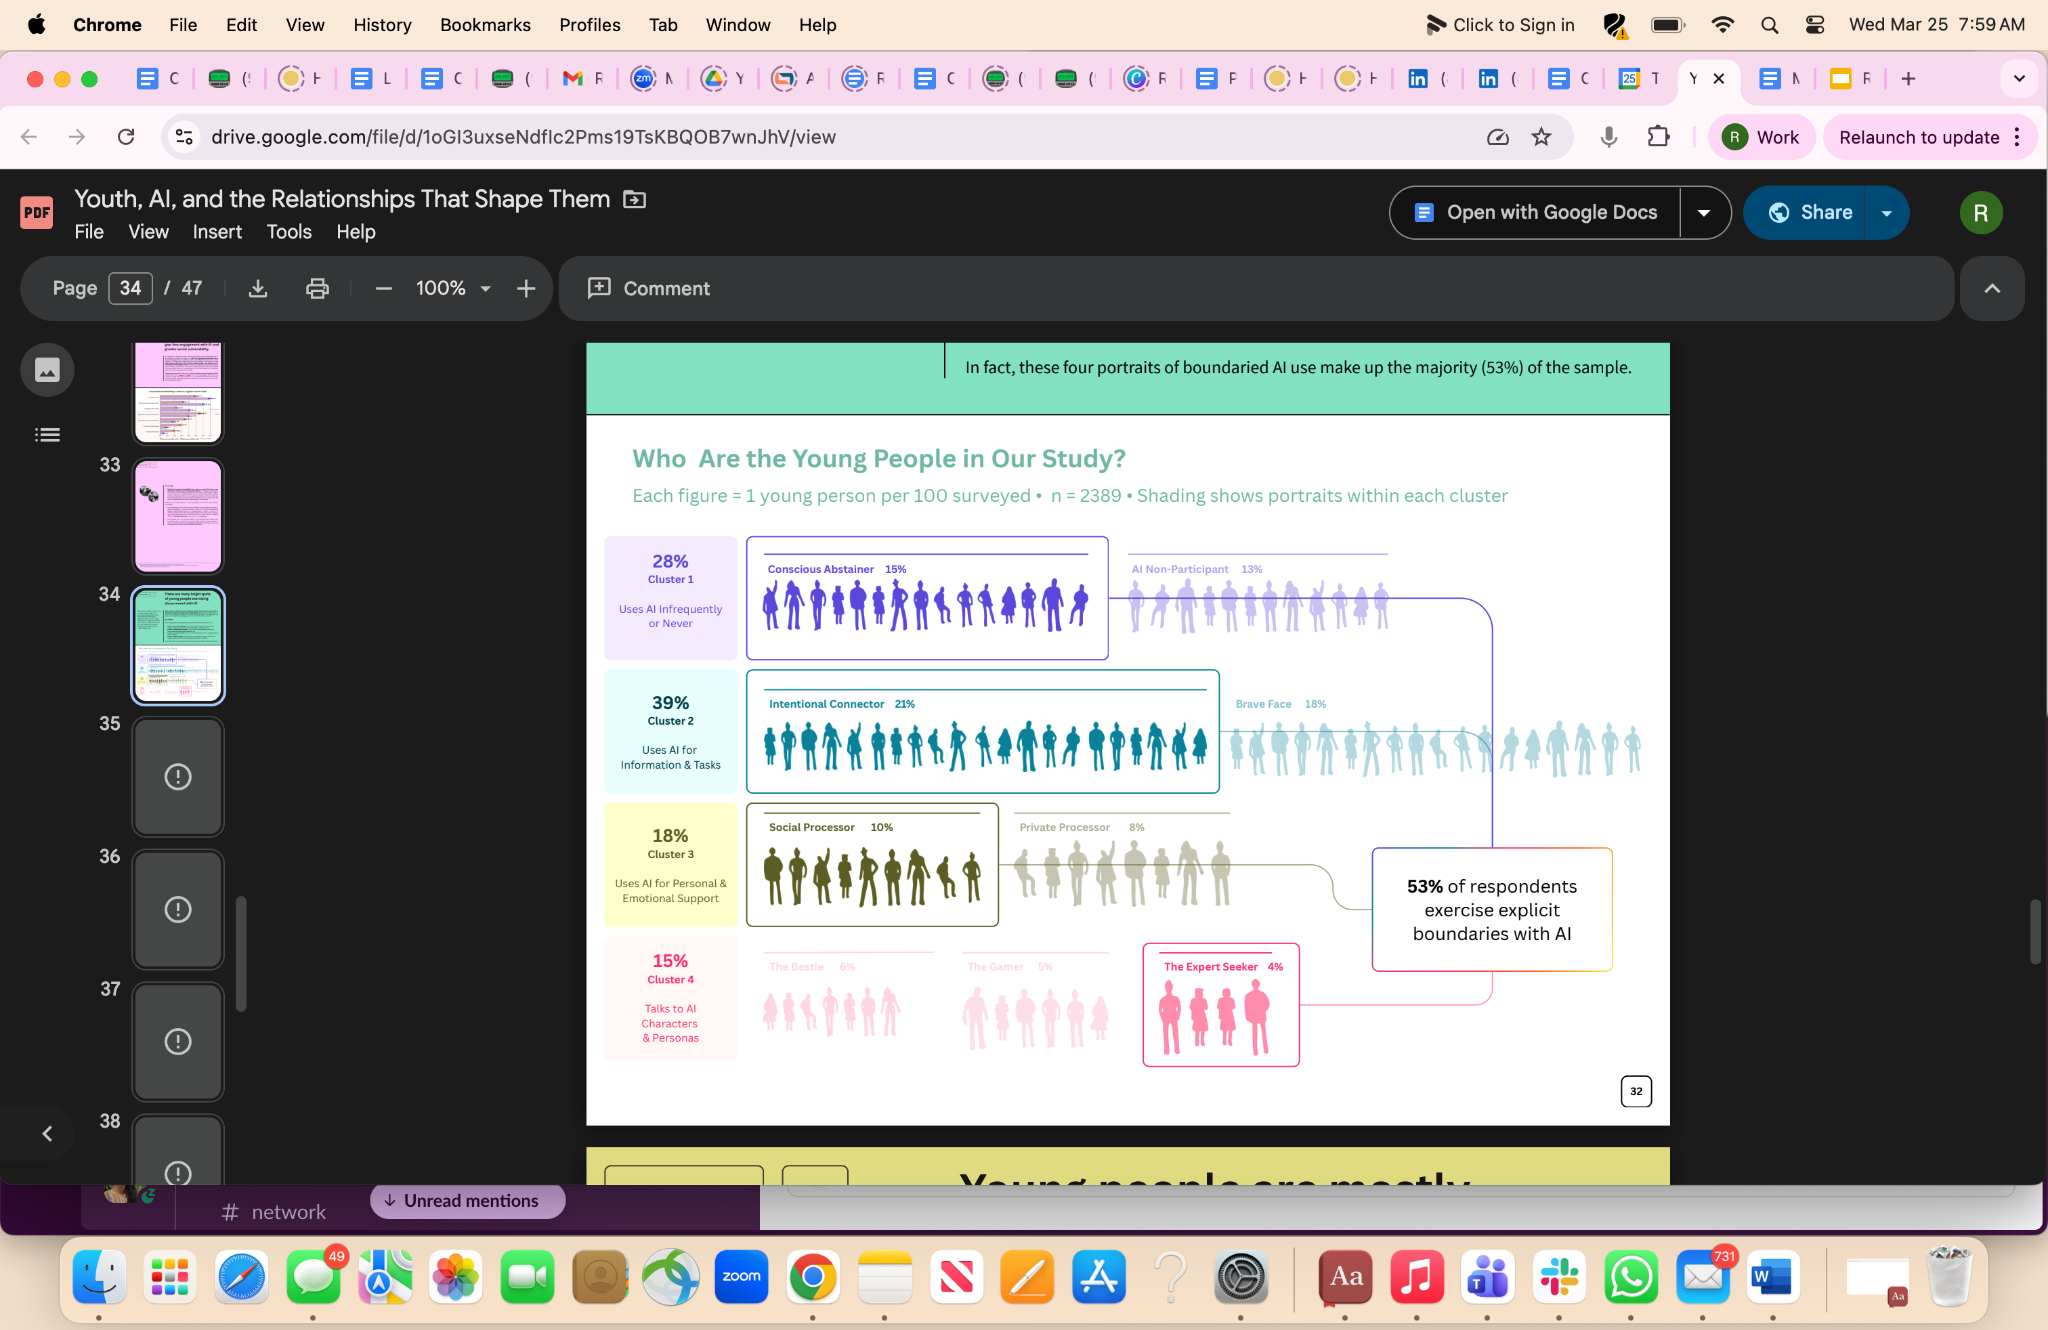 Chrome File Edit View History Bookmarks Profiles Tab Window Help Click to Sign in Wed Mar 25 7:59 AM
drive.google.com/file/d/1oGI3uxseNdfIc2Pms19TsKBQOB7wnJhV/view
R Work
Relaunch to update
PDF
Youth, AI, and the Relationships That Shape Them
File View Insert Tools Help
Open with Google Docs
Share
R
Page 34 / 47
100%
Comment
33
34
35
36
37
38
In fact, these four portraits of boundaried AI use make up the majority (53%) of the sample.
Who Are the Young People in Our Study?
Each figure = 1 young person per 100 surveyed • n = 2389 • Shading shows portraits within each cluster
28%
Cluster 1
Uses AI Infrequently
or Never
Conscious Abstainer 15%
AI Non-Participant 13%
39%
Cluster 2
Uses AI for
Information & Tasks
Intentional Connector 21%
Brave Face 18%
18%
Cluster 3
Uses AI for Personal &
Emotional Support
Social Processor 10%
Private Processor 8%
15%
Cluster 4
Talks to AI
Characters
& Personas
The Bestie 6%
The Gamer 5%
The Expert Seeker 4%
53% of respondents
exercise explicit
boundaries with AI
32
Young people are mostly
# network
Unread mentions
49
zoom
Aa
731